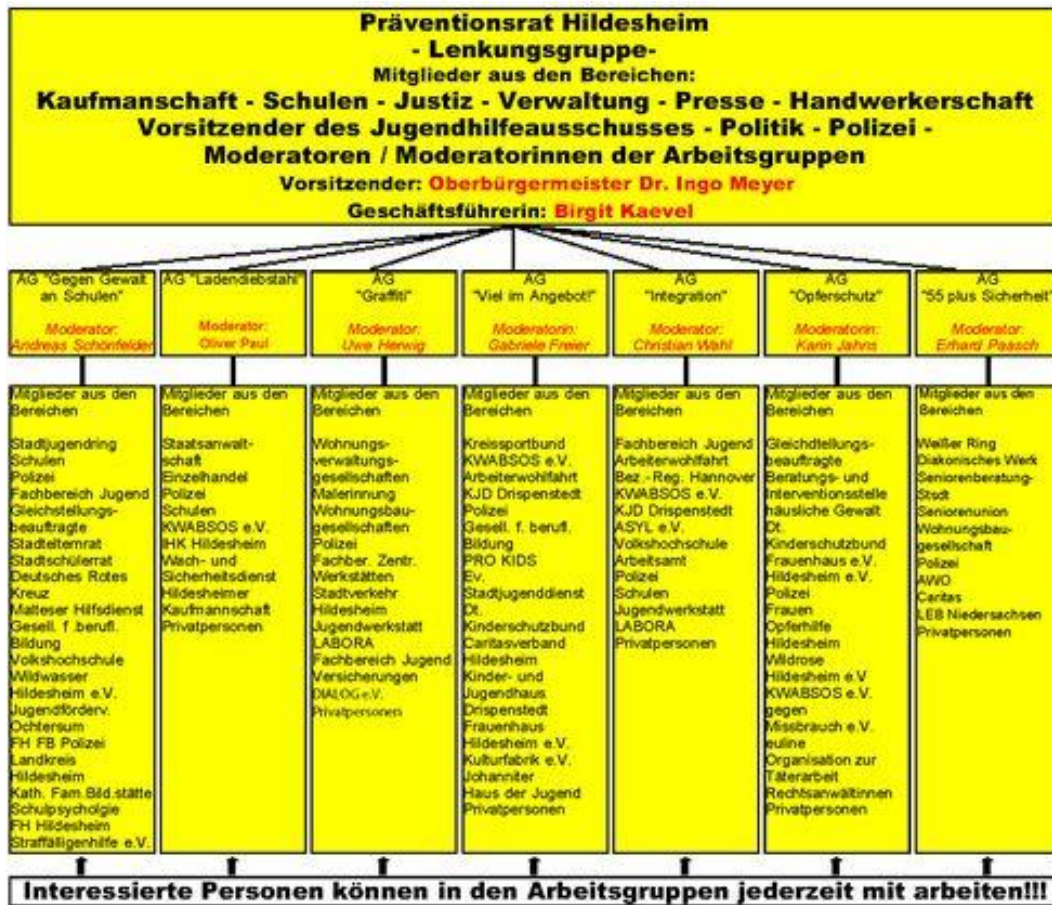 Präventionsrat Hildesheim
- Lenkungsgruppe-
Mitglieder aus den Bereichen:
Kaufmanschaft - Schulen - Justiz - Verwaltung - Presse - Handwerkerschaft
Vorsitzender des Jugendhilfeausschusses - Politik - Polizei -
Moderatoren / Moderatorinnen der Arbeitsgruppen
Vorsitzender: Oberbürgermeister Dr. Ingo Meyer
Geschäftsführerin: Birgit Kaevel
AG "Gegen Gewalt
an Schulen"
Moderator:
Andreas Schönfelder
AG "Ladendiebstahl"
Moderator:
Oliver Paul
AG
"Graffiti"
Moderator:
Uwe Herwig
AG
"Viel im Angebot!"
Moderatorin:
Gabriele Freier
AG
"Integration"
Moderator:
Christian Wahl
AG
"Opferschutz"
Moderatorin:
Karin Jahns
AG
"55 plus Sicherheit"
Moderator:
Erhard Paasch
Mitglieder aus den
Bereichen
Stadtjugendring
Schulen
Polizei
Fachbereich Jugend
Gleichstellungs-
beauftragte
Stadtelternrat
Stadtschülerrat
Deutsches Rotes
Kreuz
Malteser Hilfsdienst
Gesell. f .berufl.
Bildung
Volkshochschule
Wildwasser
Hildesheim e.V.
Jugendförderv.
Ochtersum
FH FB Polizei
Landkreis
Hildesheim
Kath. Fam.Bild.stätte
Schulpsycholgie
FH Hildesheim
Straffälligenhilfe e.V.
Mitglieder aus den
Bereichen
Staatsanwalt-
schaft
Einzelhandel
Polizei
Schulen
KWABSOS e.V.
IHK Hildesheim
Wach- und
Sicherheitsdienst
Hildesheimer
Kaufmannschaft
Privatpersonen
Mitglieder aus den
Bereichen
Wohnungs-
verwaltungs-
gesellschaften
Malerinnung
Wohnungsbau-
gesellschaften
Polizei
Fachber. Zentr.
Werkstätten
Stadtverkehr
Hildesheim
Jugendwerkstatt
LABORA
Fachbereich Jugend
Versicherungen
DIALOG e.V.
Privatpersonen
Mitglieder aus den
Bereichen
Kreissportbund
KWABSOS e.V.
Arbeiterwohlfahrt
KJD Drispenstedt
Polizei
Gesell. f. berufl.
Bildung
PRO KIDS
Ev.
Stadtjugenddienst
Dt.
Kinderschutzbund
Caritasverband
Hildesheim
Kinder- und
Jugendhaus
Drispenstedt
Frauenhaus
Hildesheim e.V.
Kulturfabrik e.V.
Johanniter
Haus der Jugend
Privatpersonen
Mitglieder aus den
Bereichen
Fachbereich Jugend
Arbeiterwohlfahrt
Bez.-Reg. Hannover
KWABSOS e.V.
KJD Drispenstedt
ASYL e.V.
Volkshochschule
Arbeitsamt
Polizei
Schulen
Jugendwerkstatt
LABORA
Privatpersonen
Mitglieder aus den
Bereichen
Gleichdtellungs-
beauftragte
Beratungs- und
Interventionsstelle
häusliche Gewalt
Dt.
Kinderschutzbund
Frauenhaus e.V.
Hildesheim e.V.
Polizei
Frauen
Opferhilfe
Hildesheim
Wildrose
Hildesheim e.V
KWABSOS e.V.
gegen
Missbrauch e.V.
euline
Organisation zur
Täterarbeit
Rechtsanwältinnen
Privatpersonen
Mitglieder aus den
Bereichen
Weißer Ring
Diakonisches Werk
Seniorenberatung-
Stsdt
Seniorenunion
Wohnungsbau-
gesellschaft
Polizei
AWO
Caritas
LEB Niedersachsen
Privatpersonen
Interessierte Personen können in den Arbeitsgruppen jederzeit mit arbeiten!!!